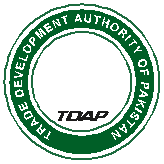 TRADE DEVELOPMENT AUTHORITY OF PAKISTAN
TDAP